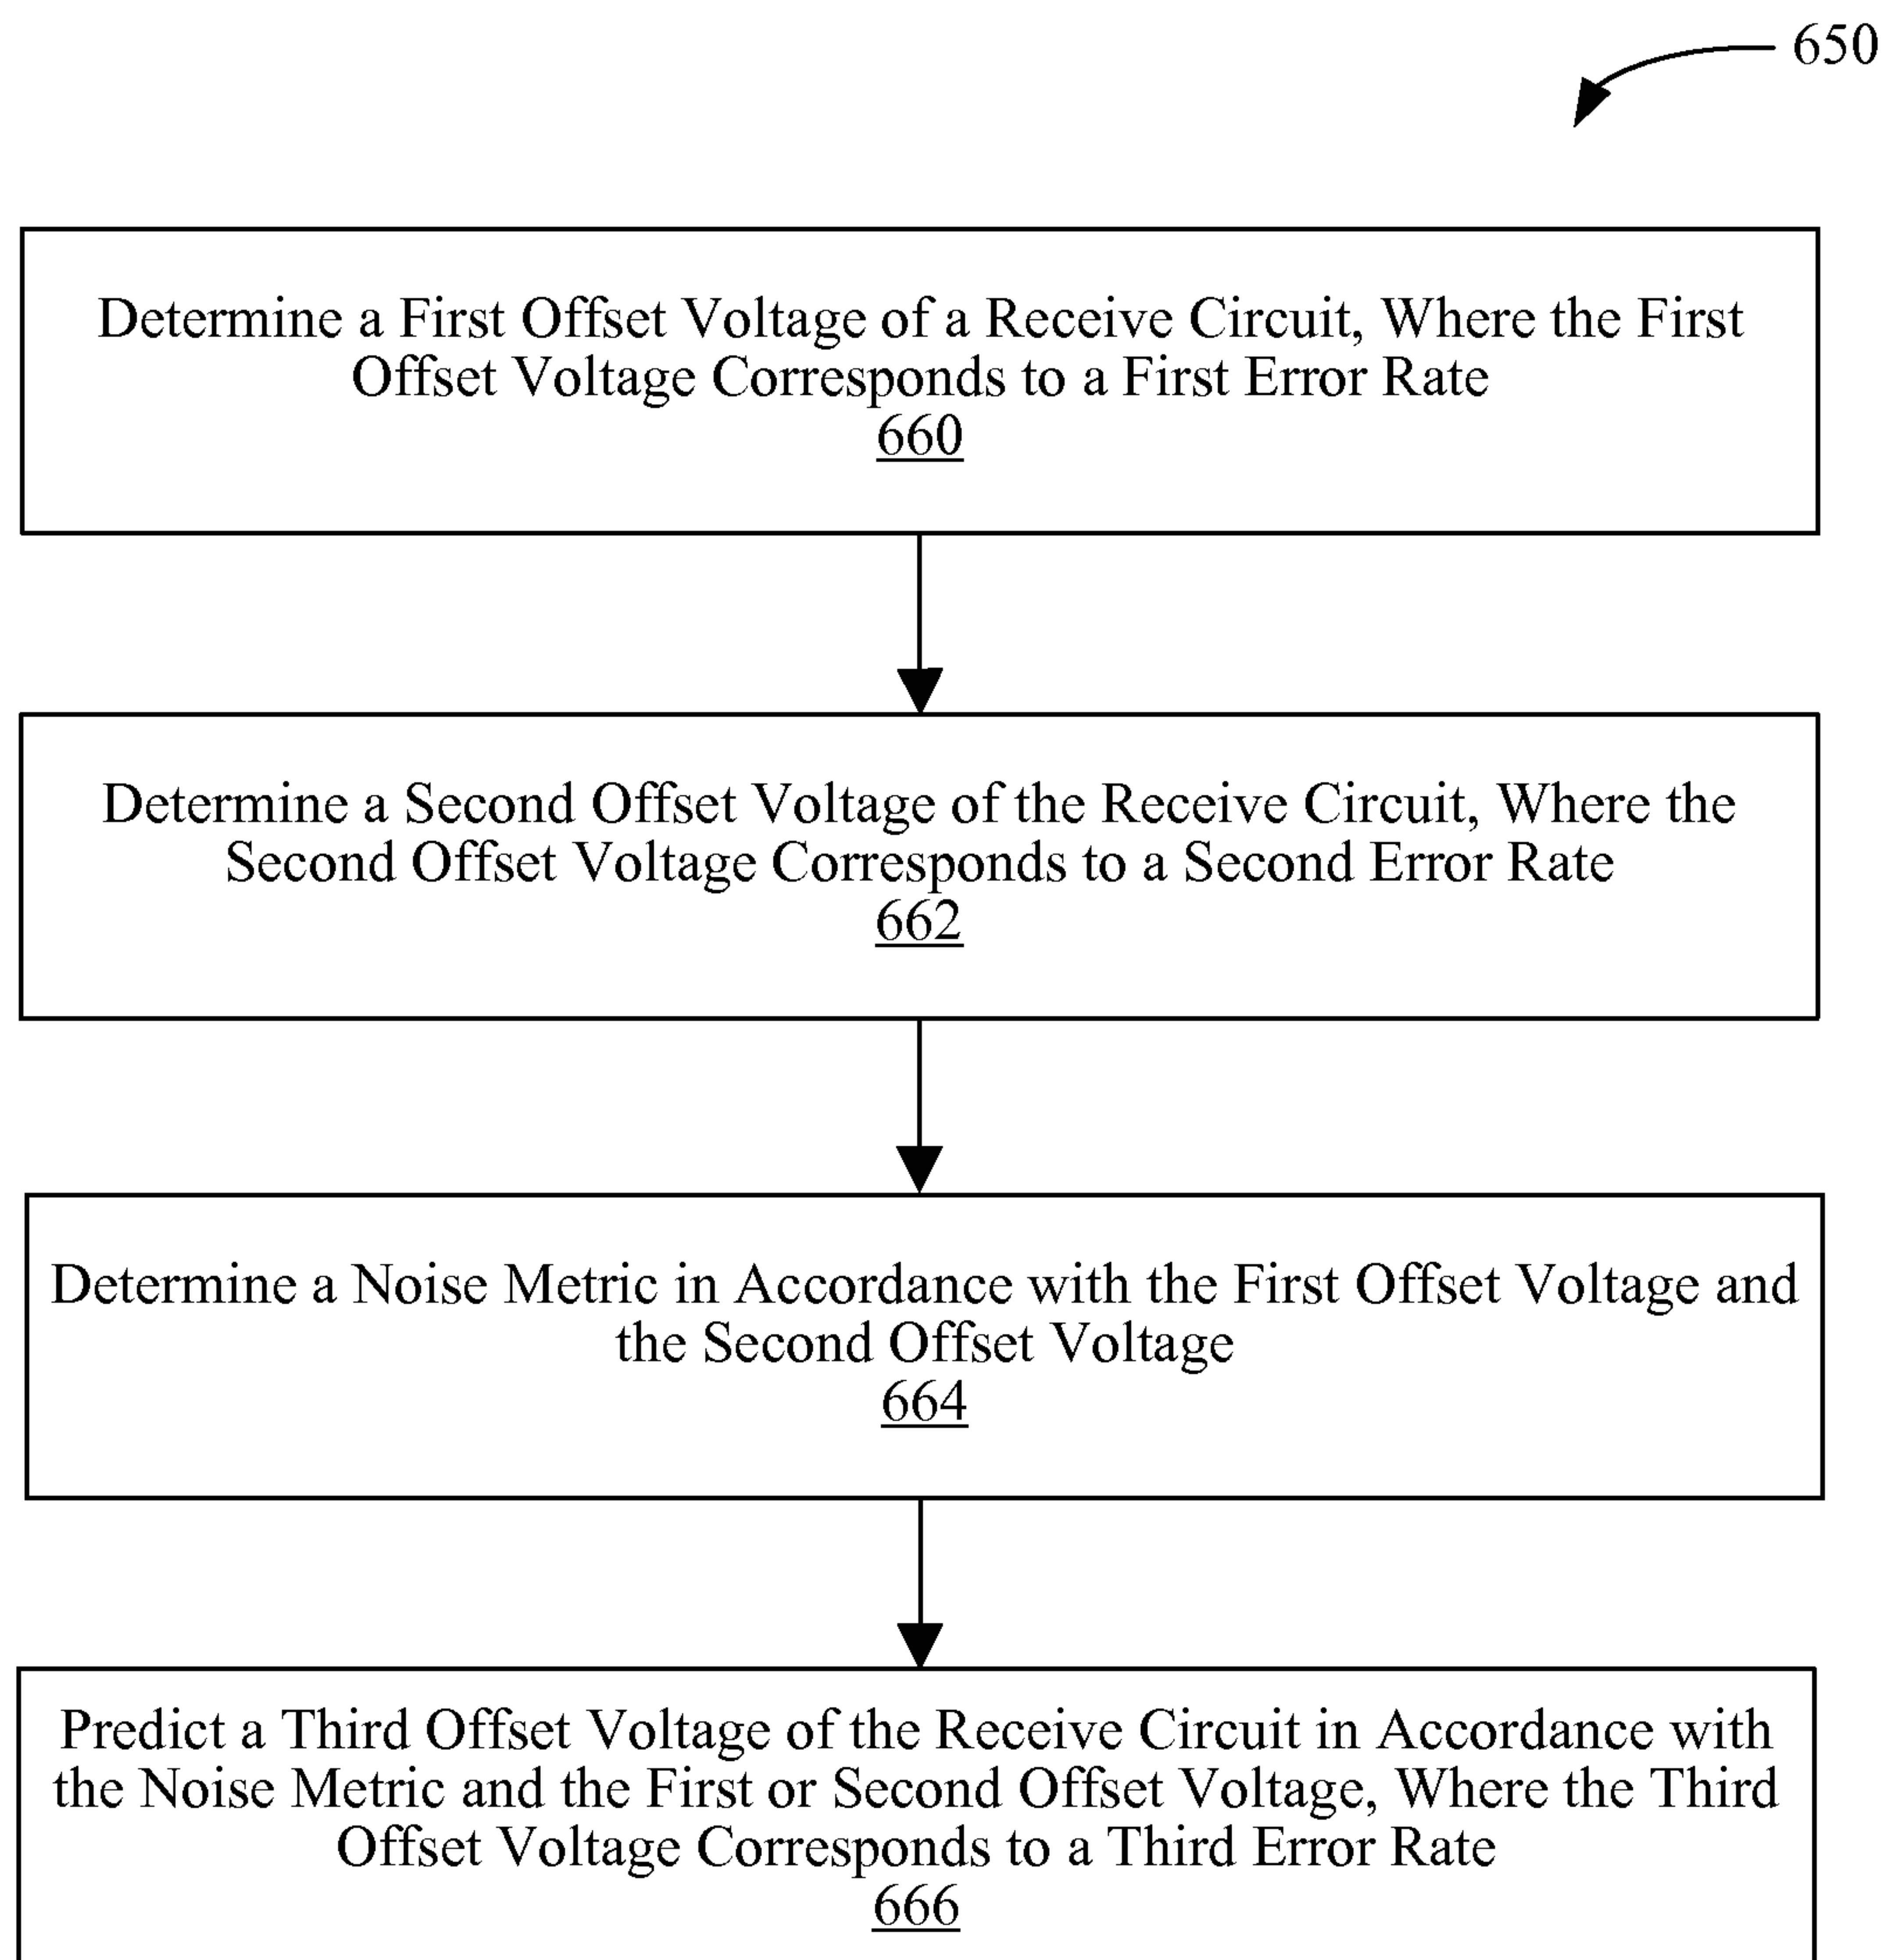 650
Determine a First Offset Voltage of a Receive Circuit, Where the First
Offset Voltage Corresponds to a First Error Rate
660
Determine a Second Offset Voltage of the Receive Circuit, Where the
Second Offset Voltage Corresponds to a Second Error Rate
662
Determine a Noise Metric in Accordance with the First Offset Voltage and
the Second Offset Voltage
664
Predict a Third Offset Voltage of the Receive Circuit in Accordance with
the Noise Metric and the First or Second Offset Voltage, Where the Third
Offset Voltage Corresponds to a Third Error Rate
666